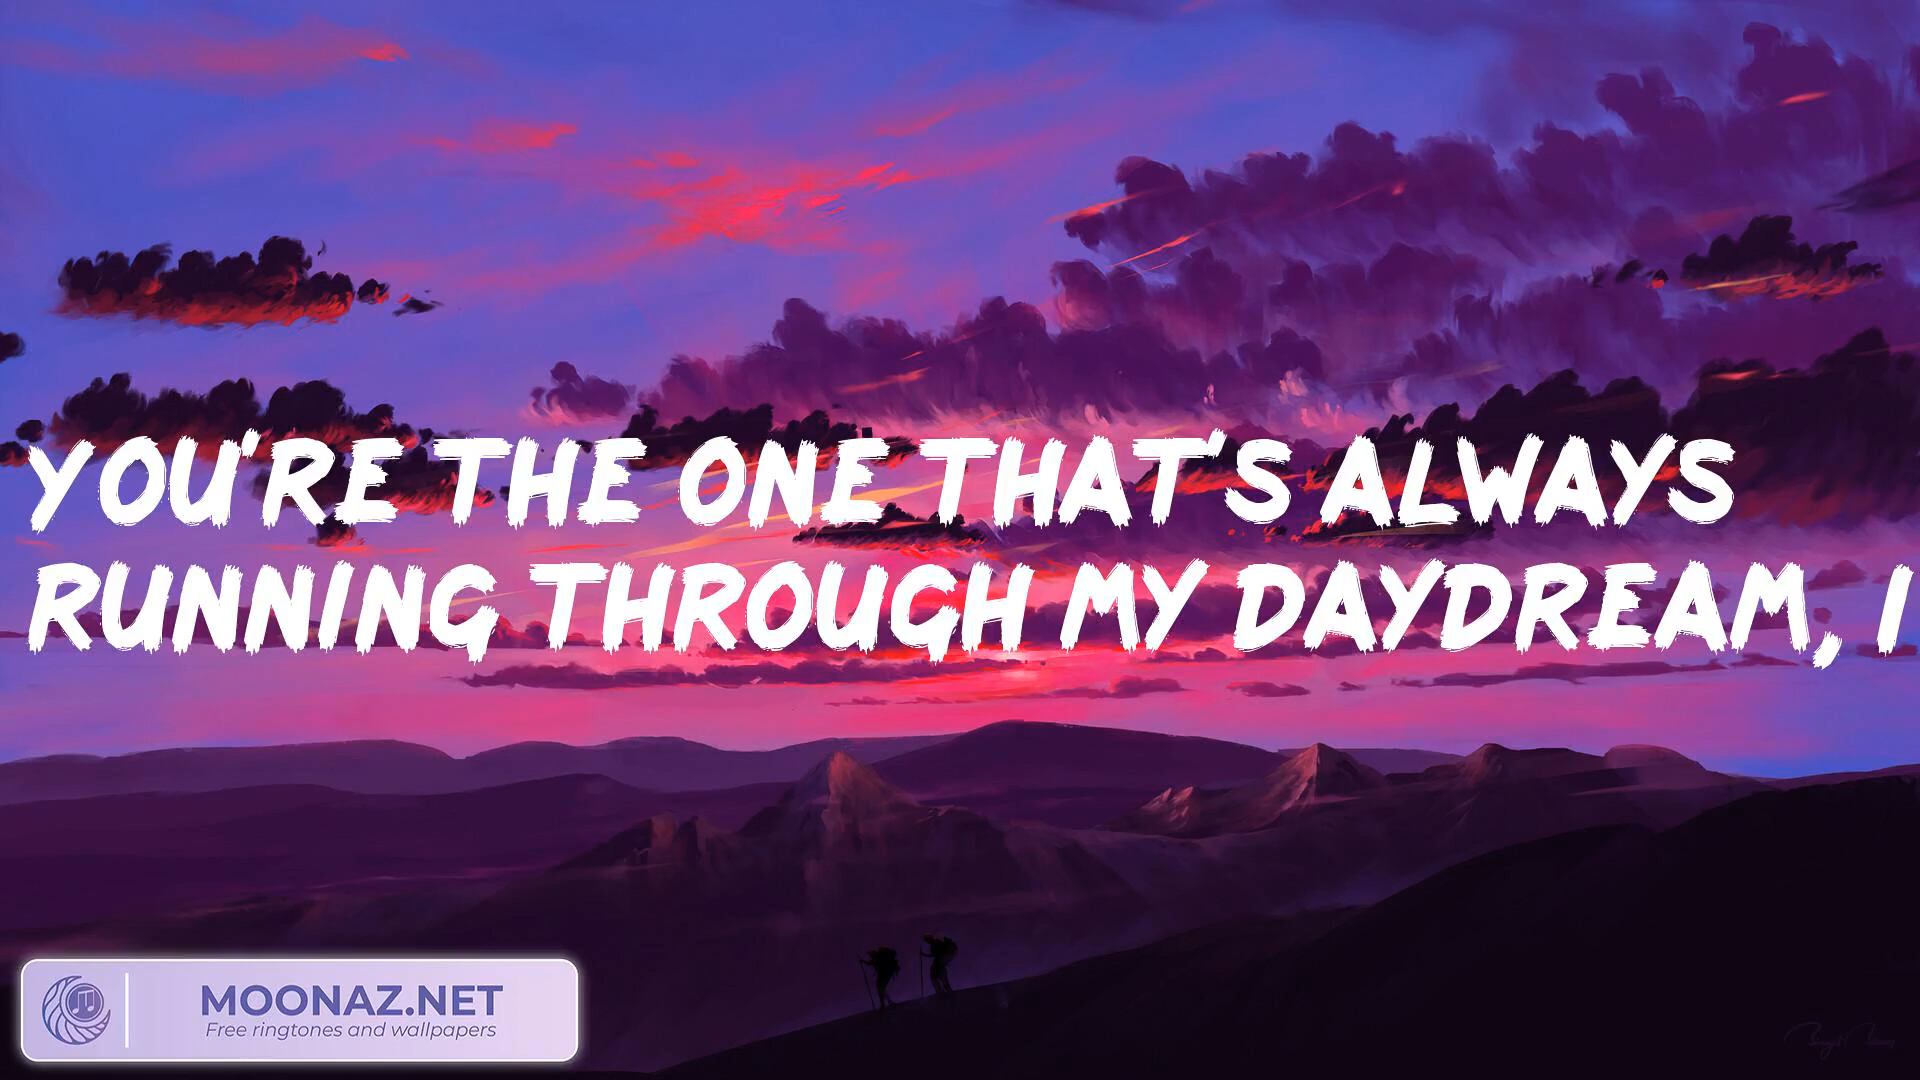 YOU'RE THE ONE THAT'S ALWAYS
RUNNING THROUGH MY DAYDREAM, I
MOONAZ.NET
Free ringtones and wallpapers